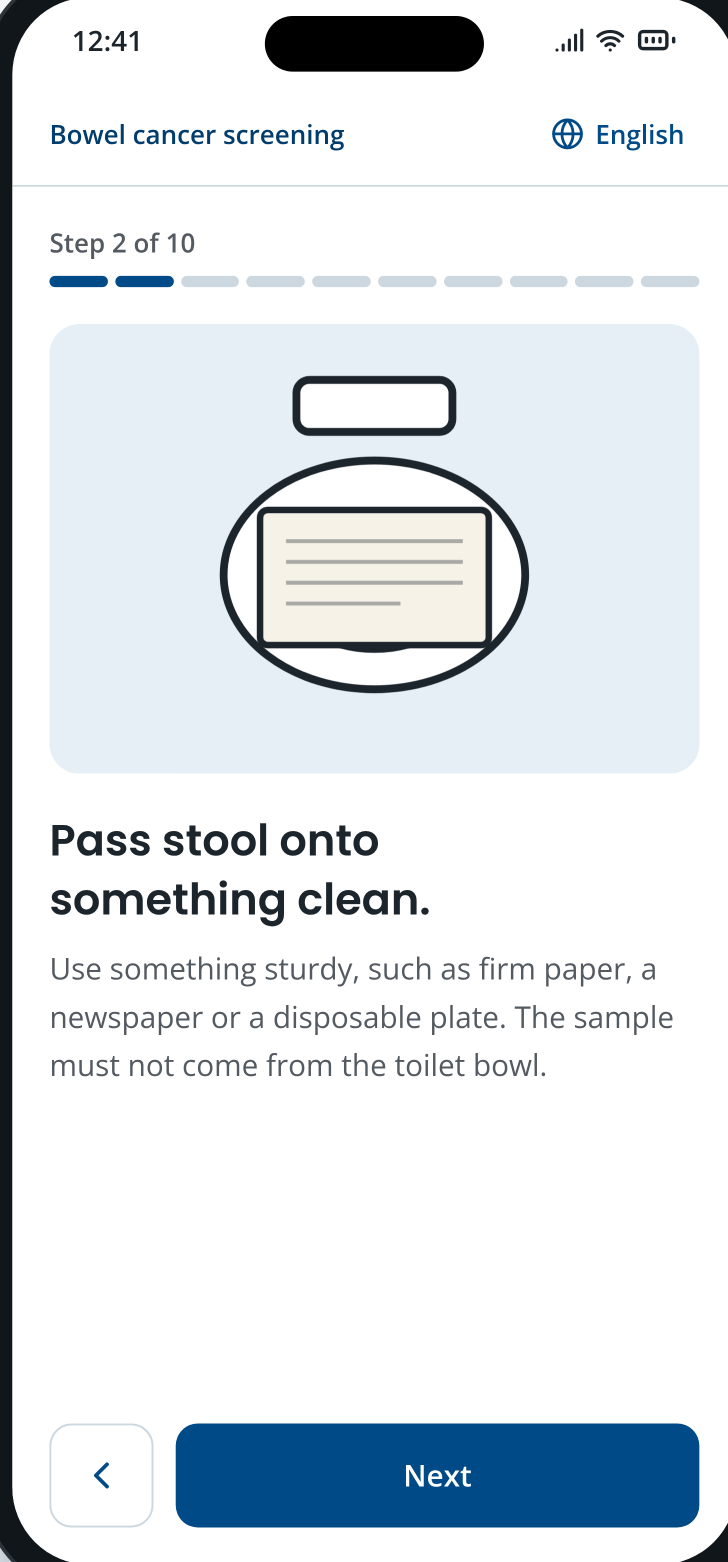 12:41
Bowel cancer screening
English
Step 2 of 10
Pass stool onto
something clean.
Use something sturdy, such as firm paper, a
newspaper or a disposable plate. The sample
must not come from the toilet bowl.
Next